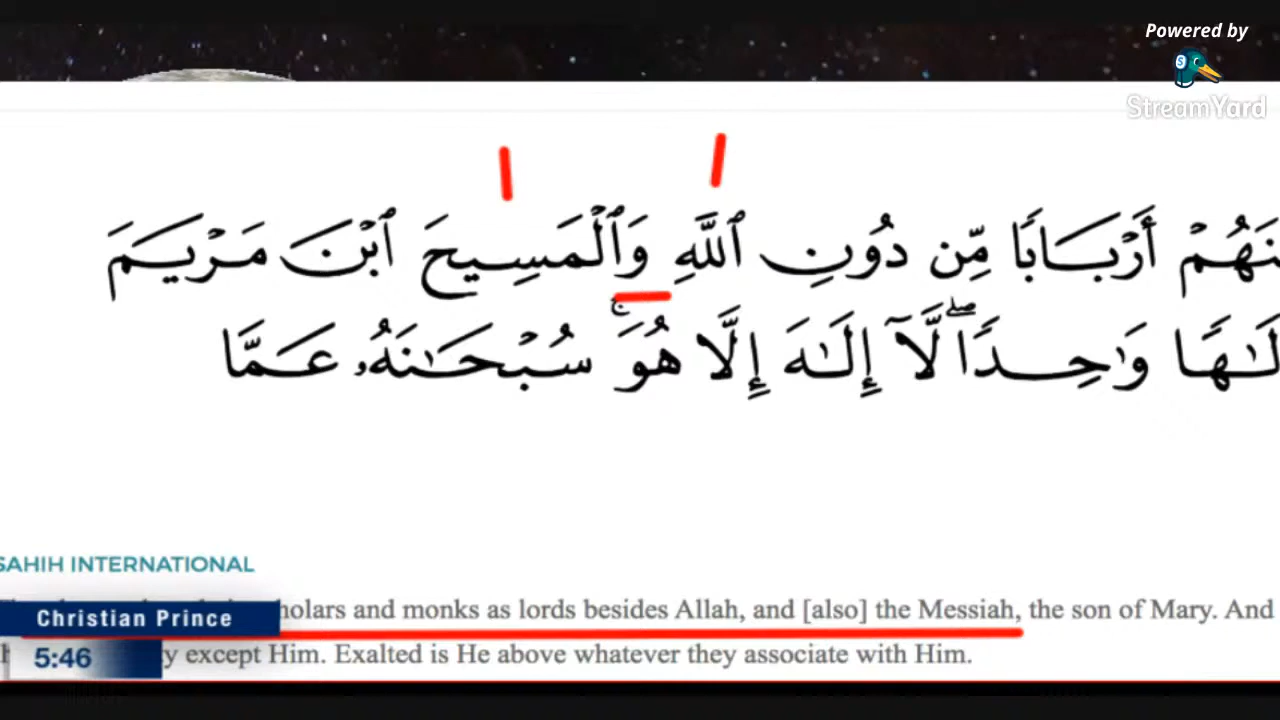 Powered by
StreamYard
أَرْبَابًا مِّن دُونِ ٱللَّهِ وَٱلْمَسِيحَ ٱبْنَ مَرْيَمَ
وَٰحِدًا ۖ لَّآ إِلَٰهَ إِلَّا هُوَ ۚ سُبْحَٰنَهُۥ عَمَّا
SAHIH INTERNATIONAL
holars and monks as lords besides Allah, and [also] the Messiah, the son of Mary. And
Christian Prince
y except Him. Exalted is He above whatever they associate with Him.
5:46